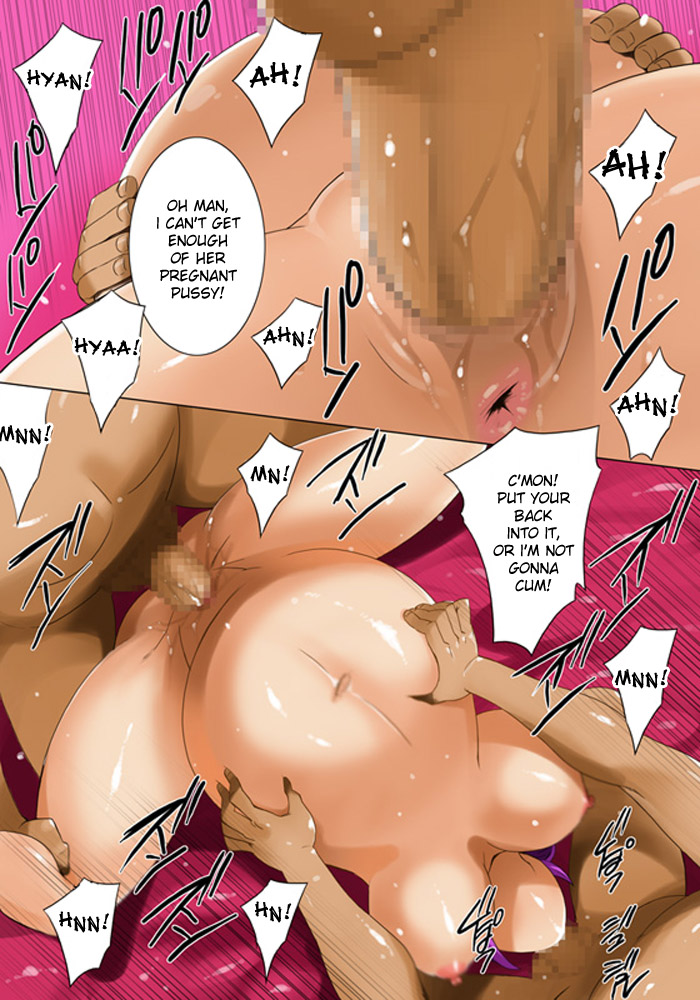 HYAN!
AH!
AH!
OH MAN,
I CAN'T GET
ENOUGH
OF HER
PREGNANT
PUSSY!
HYAA!
AHN!
AHN!
MNN!
MN!
C'MON!
PUT YOUR
BACK
INTO IT,
OR I'M NOT
GONNA
CUM!
MNN!
HNN!
HN!